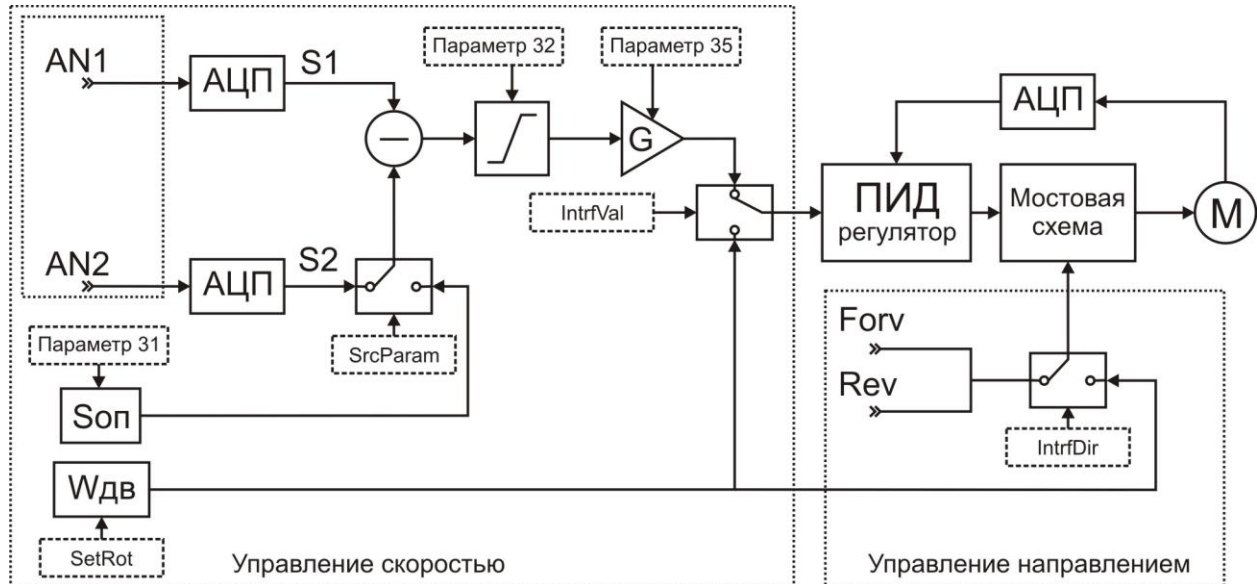 Параметр 32
Параметр 35
AN1
АЦП
S1
АЦП
—
G
ПИД
регулятор
Мостовая
схема
М
IntrfVal
AN2
АЦП
S2
Параметр 31
SrcParam
Forv
Rev
Sоп
IntrfDir
Wдв
SetRot
Управление скоростью
Управление направлением